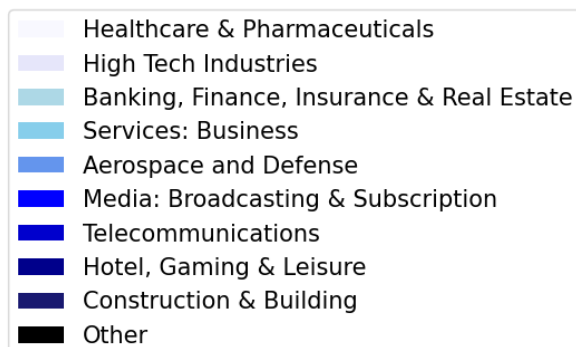 Healthcare & Pharmaceuticals
High Tech Industries
Banking, Finance, Insurance & Real Estate
Services: Business
Aerospace and Defense
Media: Broadcasting & Subscription
Telecommunications
Hotel, Gaming & Leisure
Construction & Building
Other